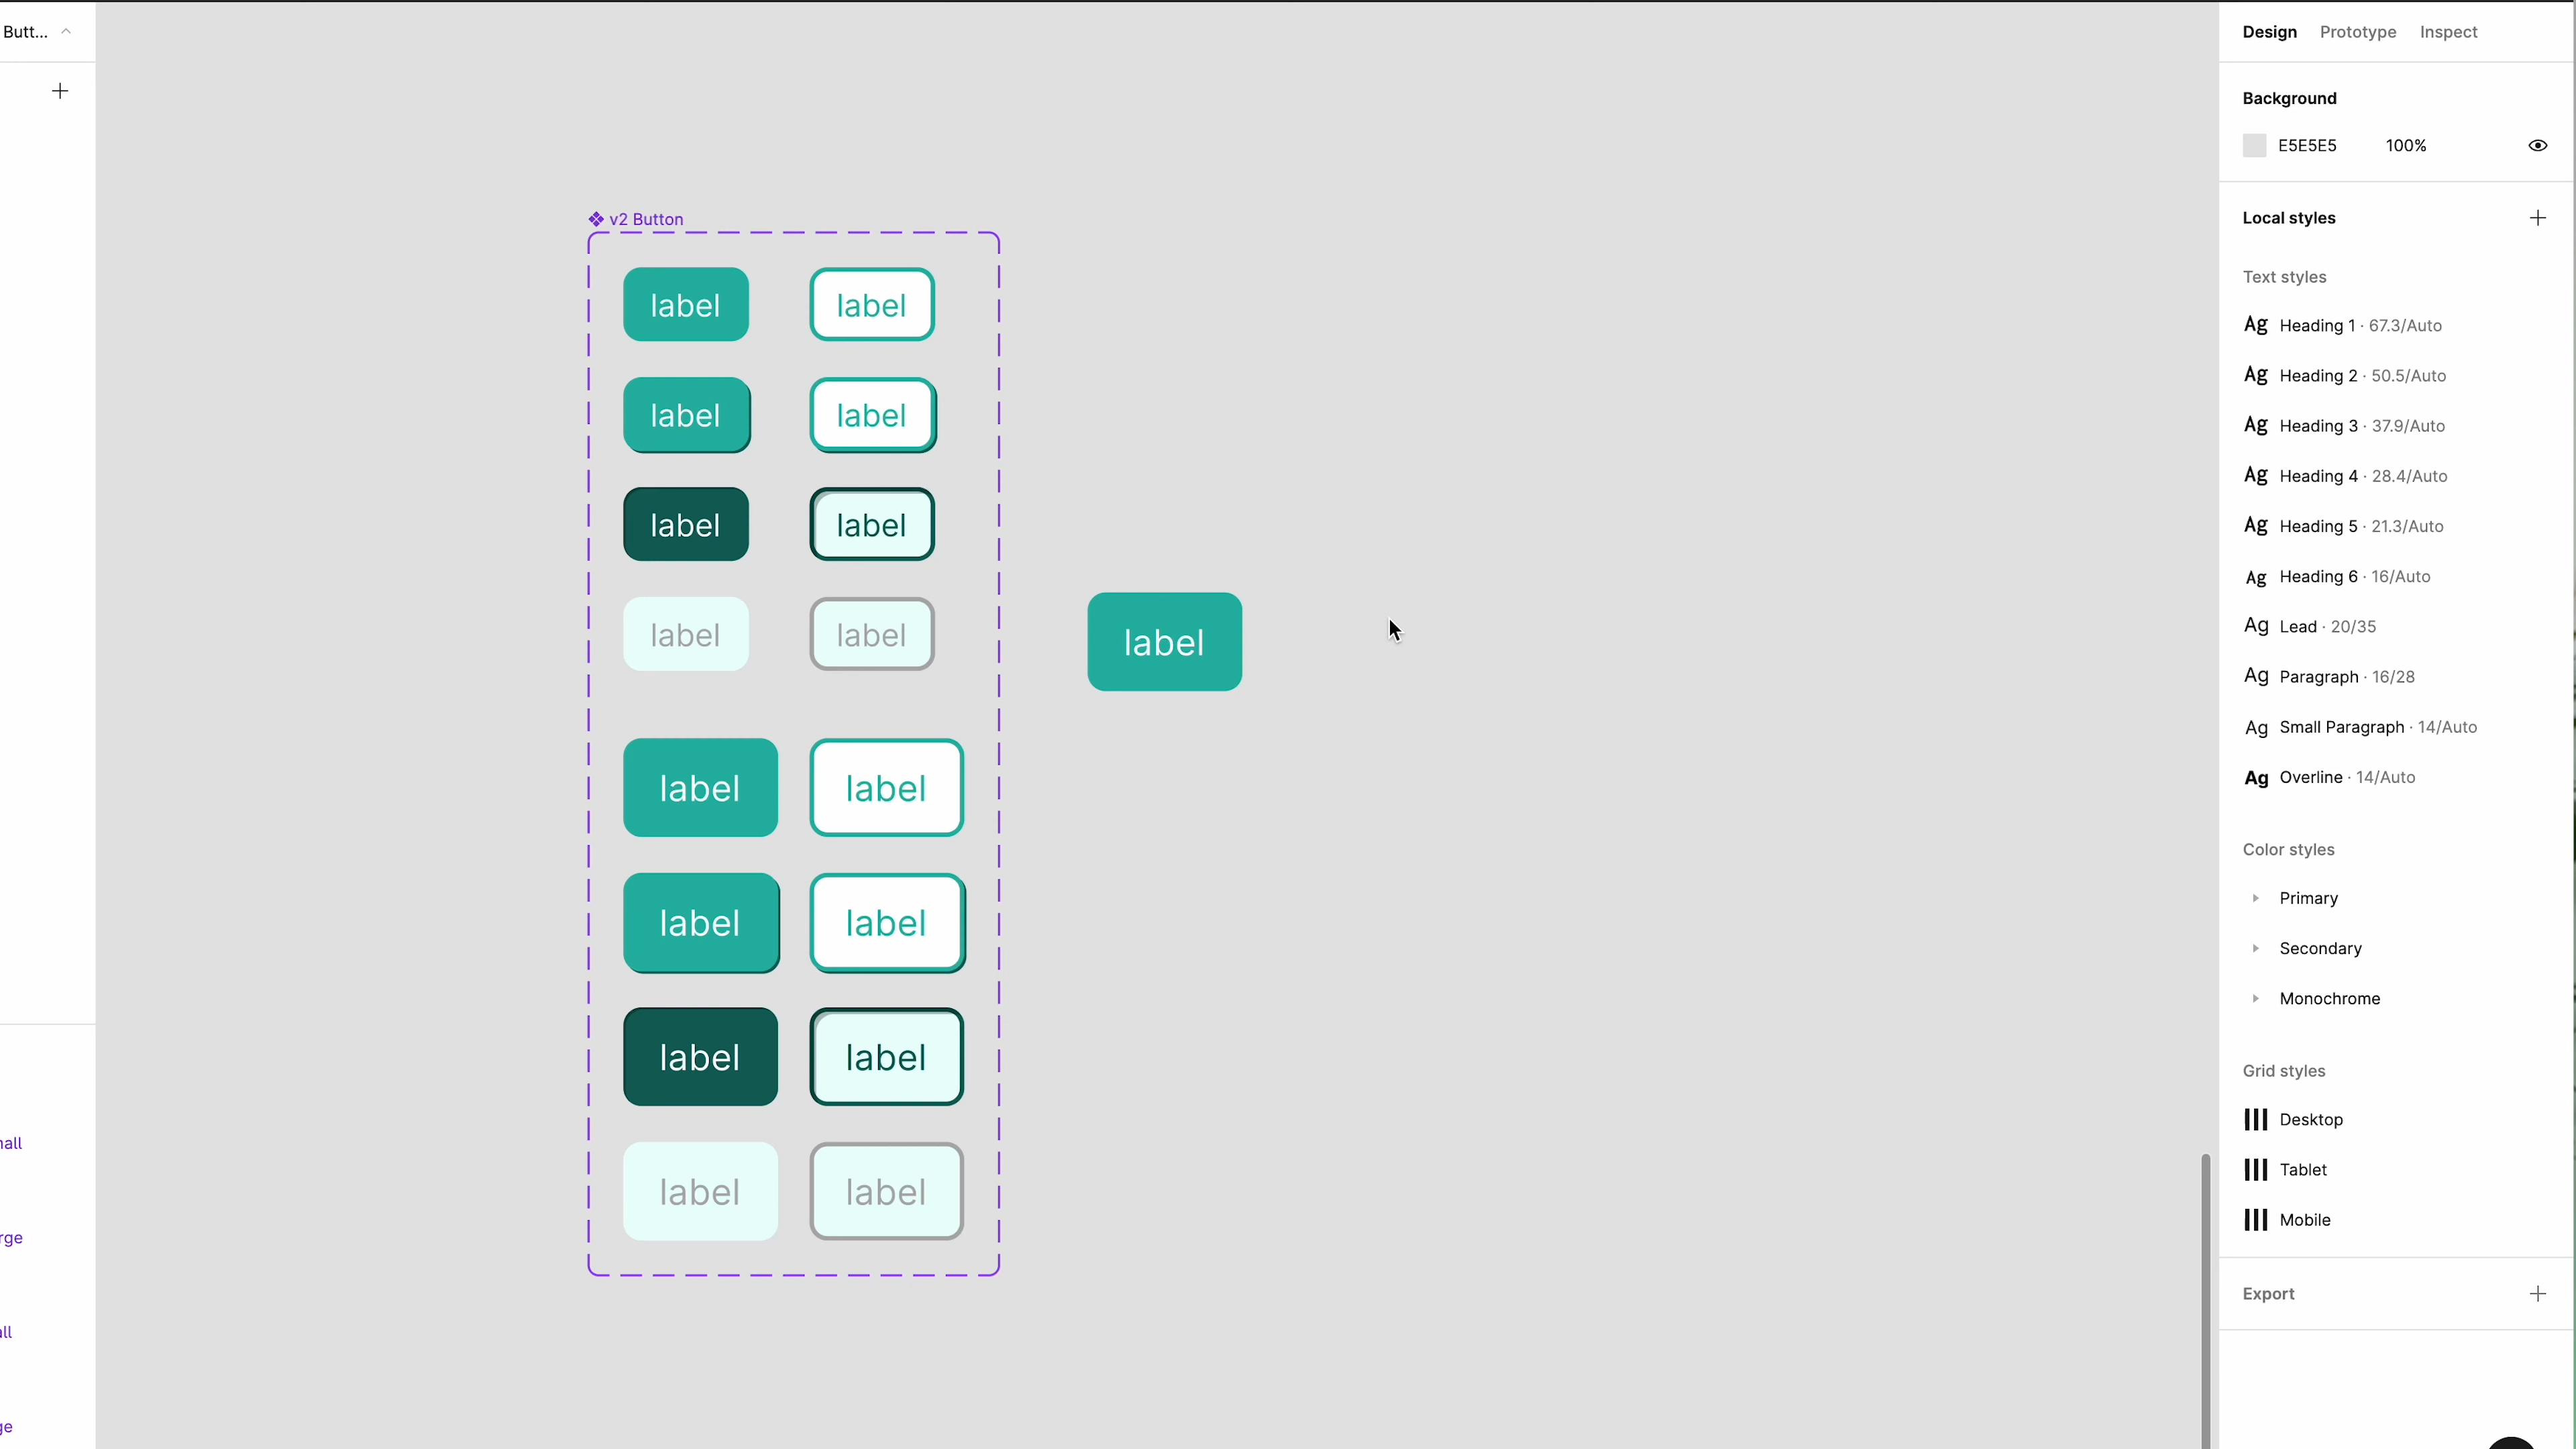 Butt...
Design Prototype Inspect
Background
E5E5E5 100%
v2 Button
label label
label label
label label
label label
label
label label
label label
label label
label label
Local styles
Text styles
Ag Heading 1 · 67.3/Auto
Ag Heading 2 · 50.5/Auto
Ag Heading 3 · 37.9/Auto
Ag Heading 4 · 28.4/Auto
Ag Heading 5 · 21.3/Auto
Ag Heading 6 · 16/Auto
Ag Lead · 20/35
Ag Paragraph · 16/28
Ag Small Paragraph · 14/Auto
Ag Overline · 14/Auto
Color styles
Primary
Secondary
Monochrome
Grid styles
Desktop
Tablet
Mobile
Export